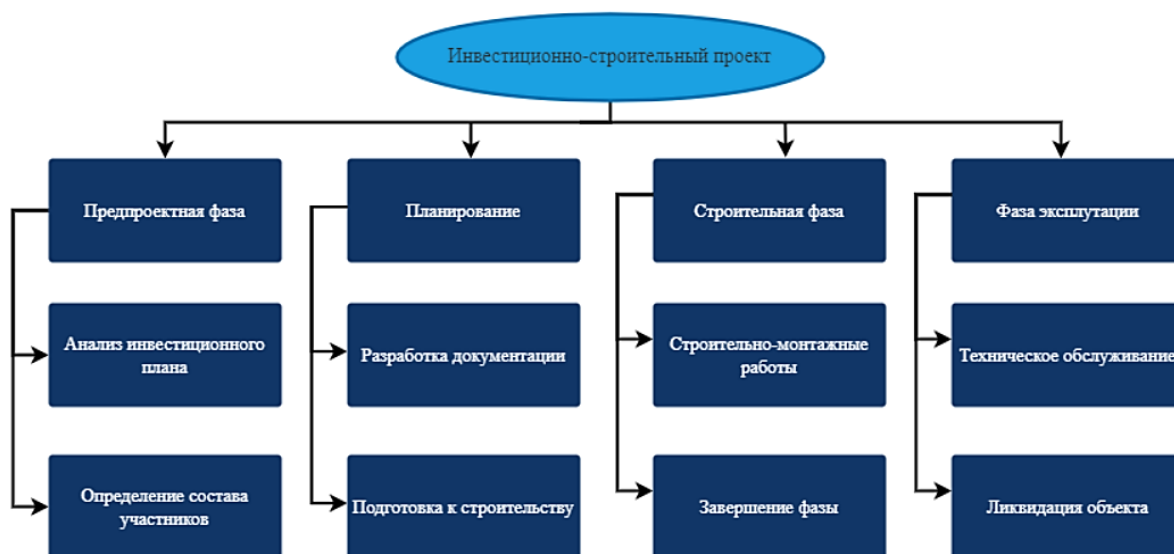 Инвестиционно-строительный проект
Предпроектная фаза
Планирование
Строительная фаза
Фаза эксплутации
Анализ инвестиционного
плана
Разработка документации
Строительно-монтажные
работы
Техническое обслуживание
Определение состава
участников
Подготовка к строительству
Завершение фазы
Ликвидация объекта